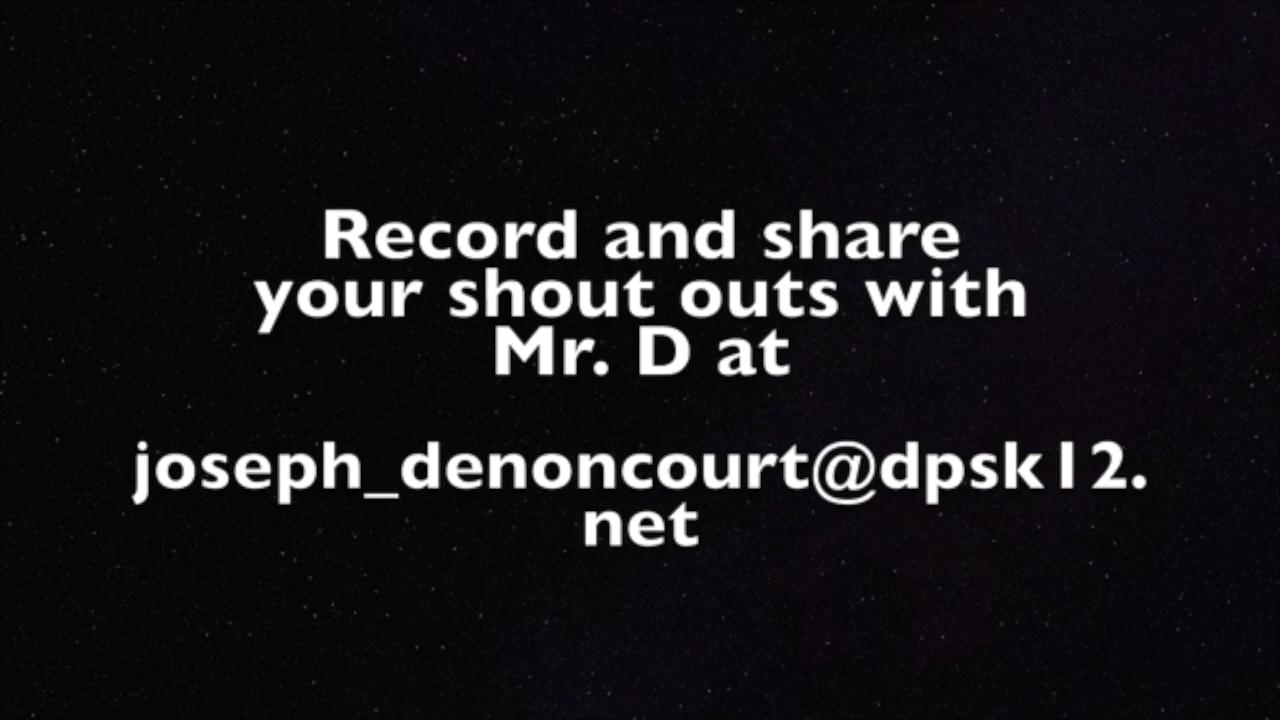 Record and share
your shout outs with
Mr. D at
joseph_denoncourt@dpsk12.
net